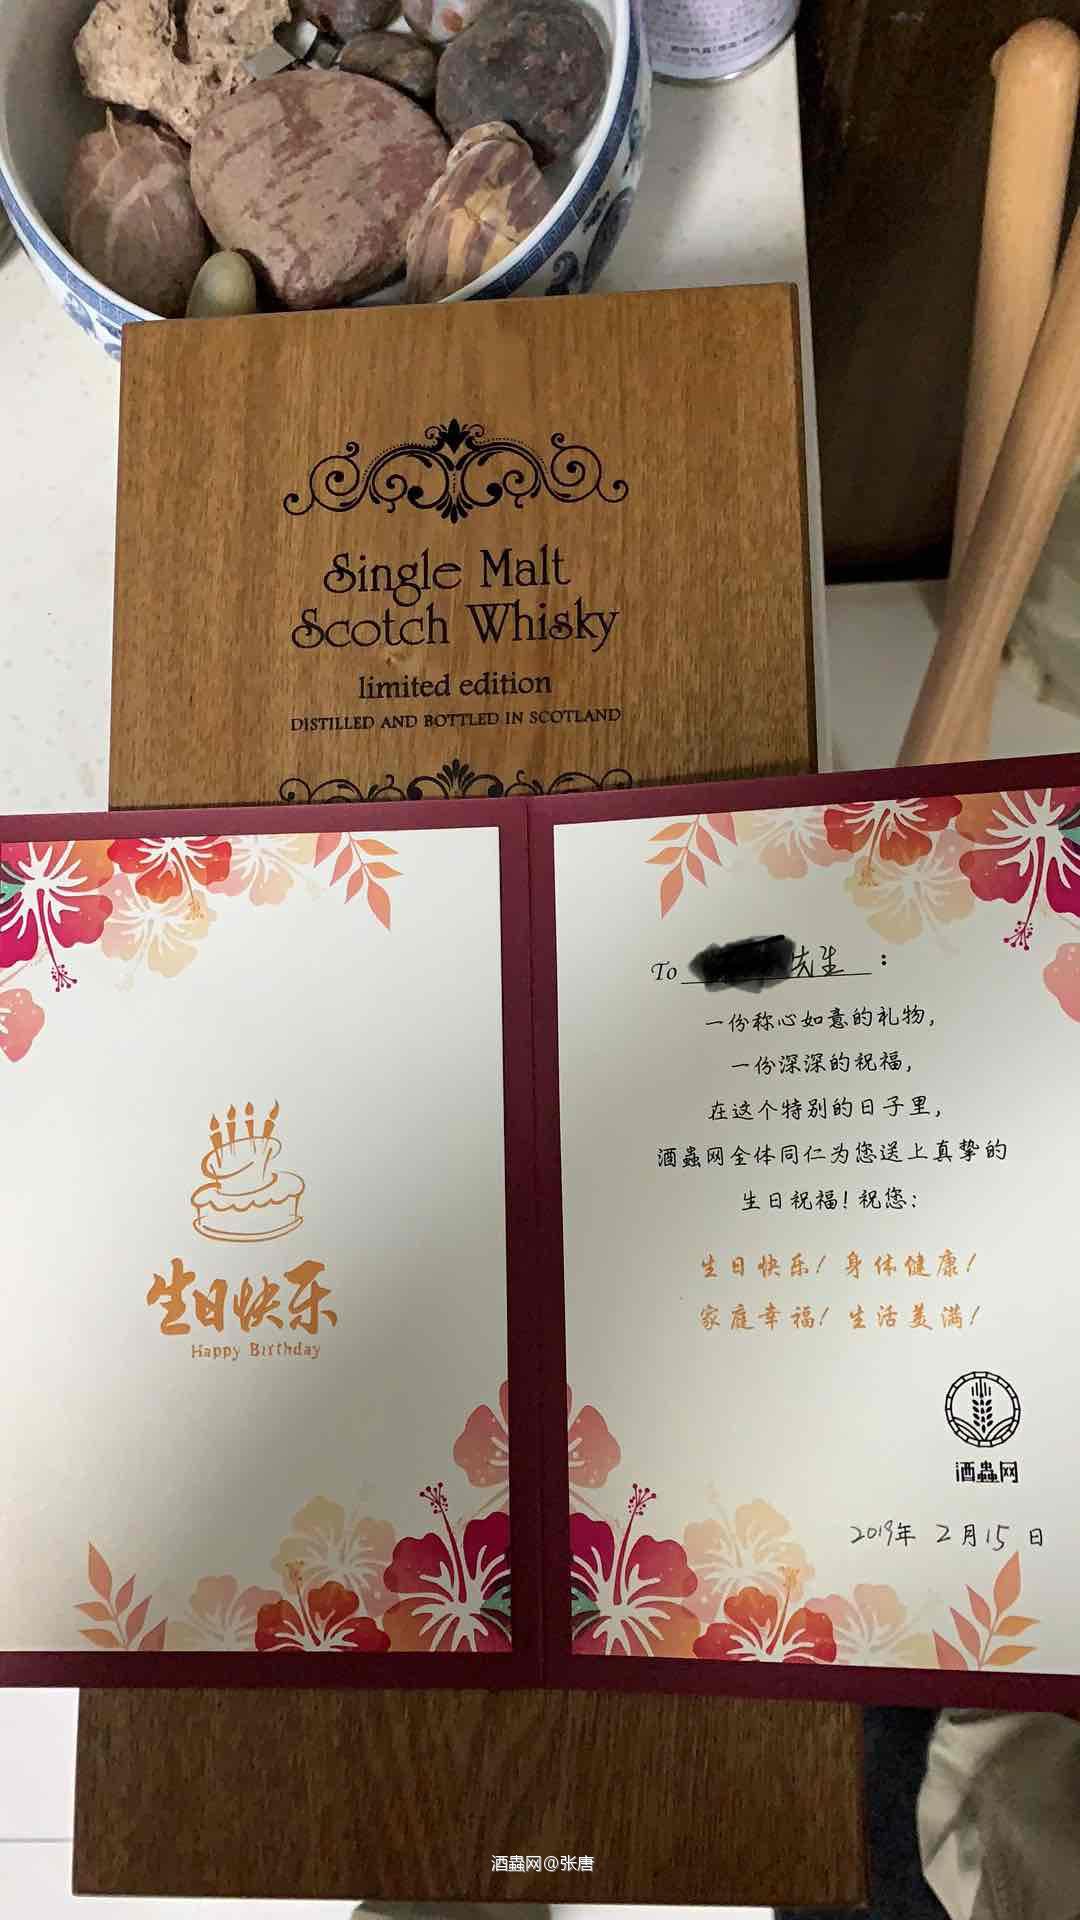 Single Malt
Scotch Whisky
limited edition
DISTILLED AND BOTTLED IN SCOTLAND
生日快乐
Happy Birthday
To 先生：
一份称心如意的礼物，
一份深深的祝福，
在这个特别的日子里，
酒蟲网全体同仁为您送上真挚的
生日祝福！祝您：
生日快乐！身体健康！
家庭幸福！生活美满！
酒蟲网
2019年 2月15日
酒蟲网@张唐